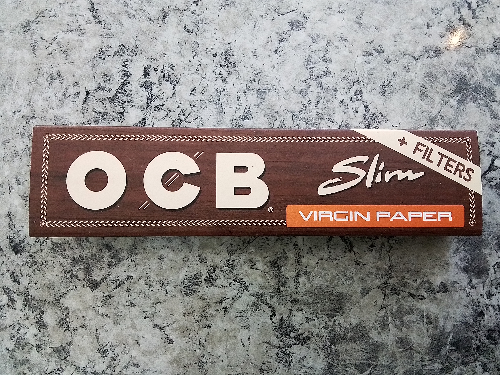 OCB
Slim
+ FILTERS
VIRGIN PAPER